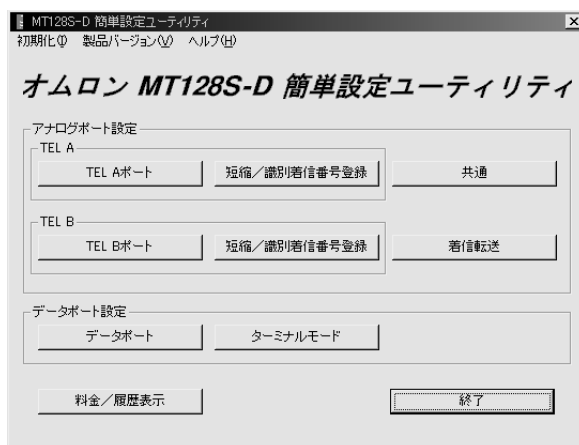 MT128S-D 簡単設定ユーティリティ
初期化(I) 製品バージョン(V) ヘルプ(H)
オムロン MT128S-D 簡単設定ユーティリティ
アナログポート設定
TEL A
TEL Aポート 短縮/識別着信番号登録 共通
TEL B
TEL Bポート 短縮/識別着信番号登録 着信転送
データポート設定
データポート ターミナルモード
料金/履歴表示 終了